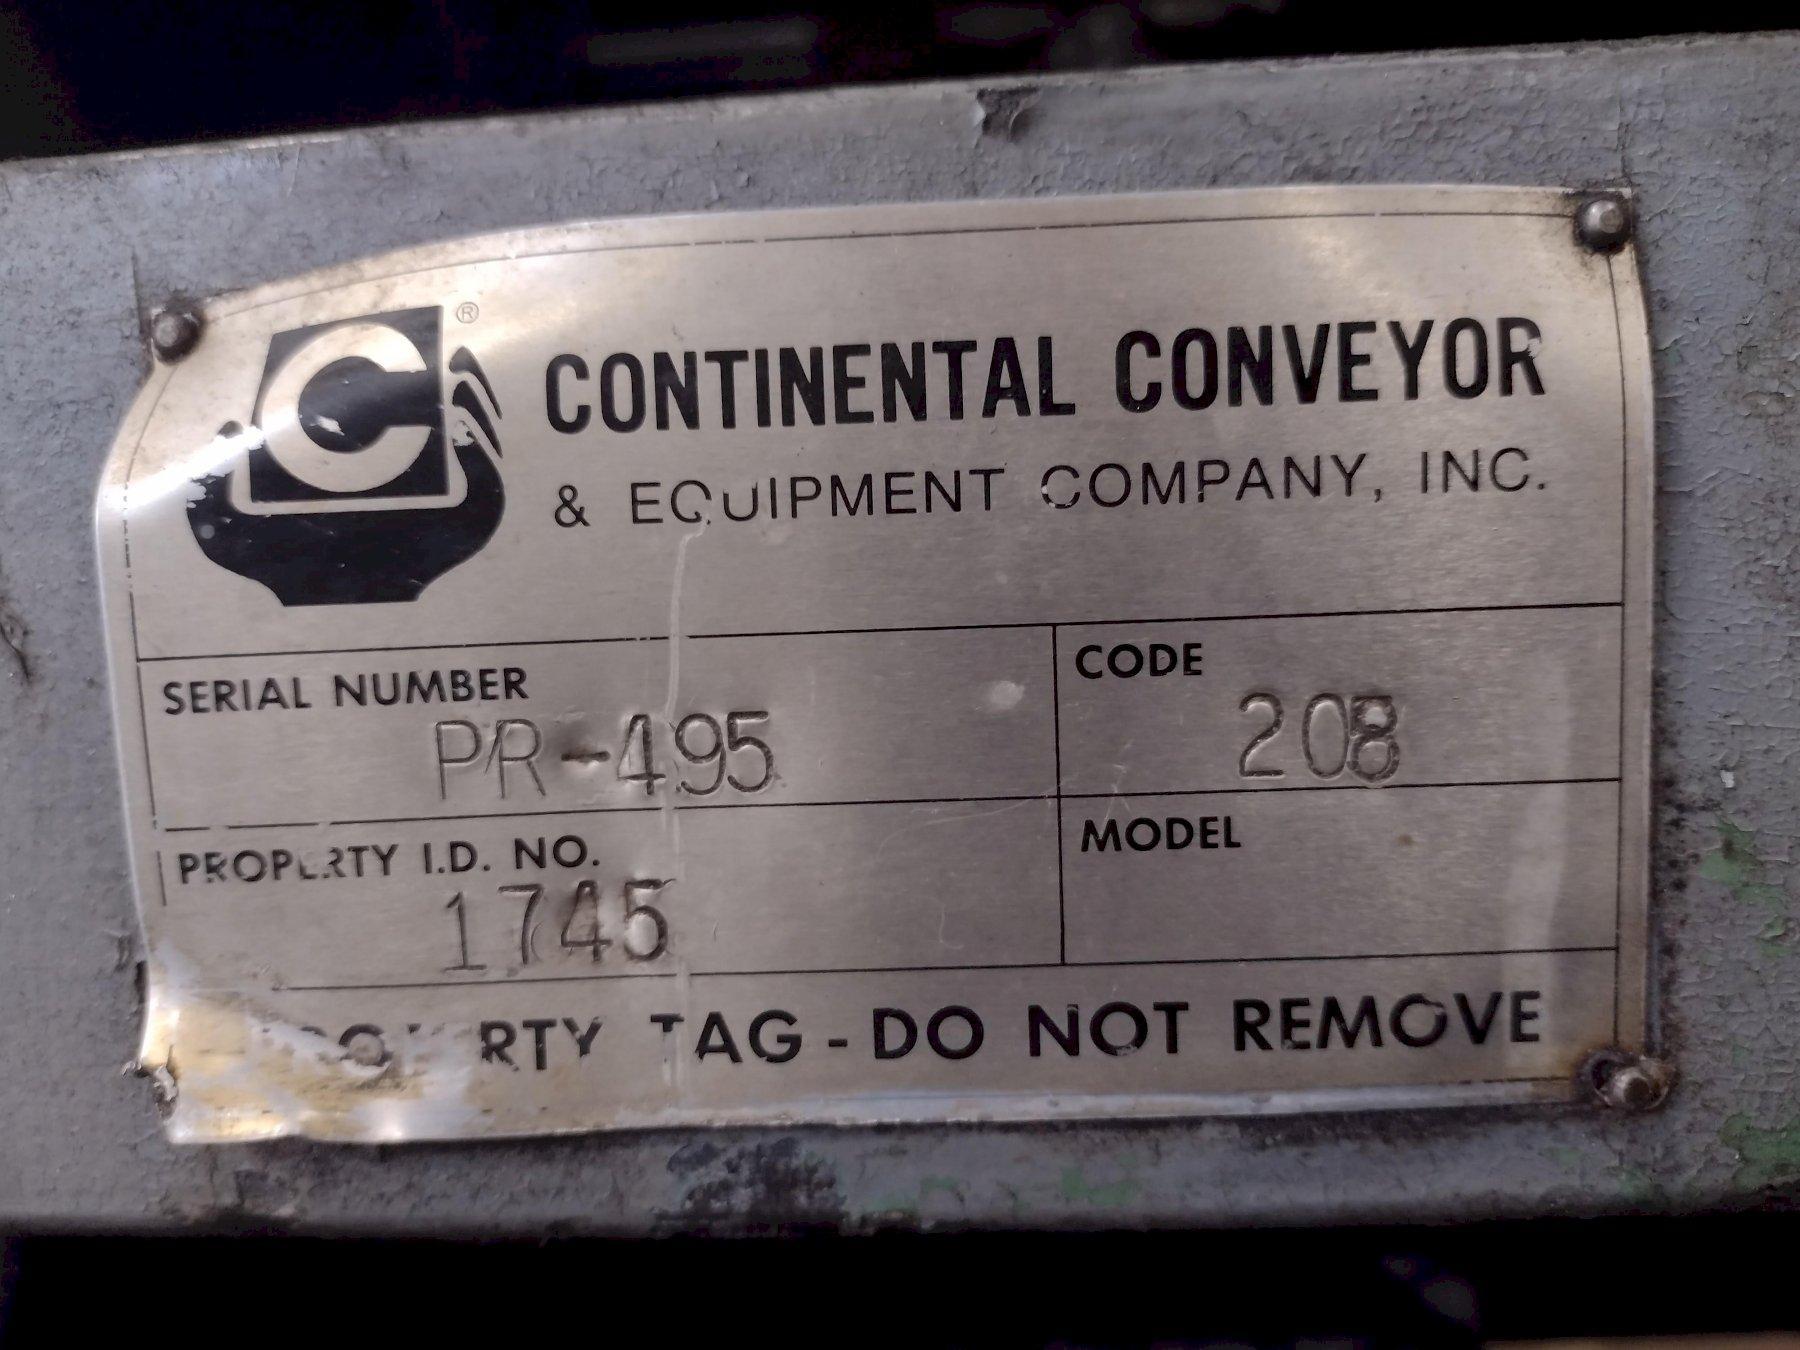 C ®
CONTINENTAL CONVEYOR
& EQUIPMENT COMPANY, INC.
SERIAL NUMBER
PR-495
CODE
208
PROPERTY I.D. NO.
1745
MODEL
PROPERTY TAG - DO NOT REMOVE